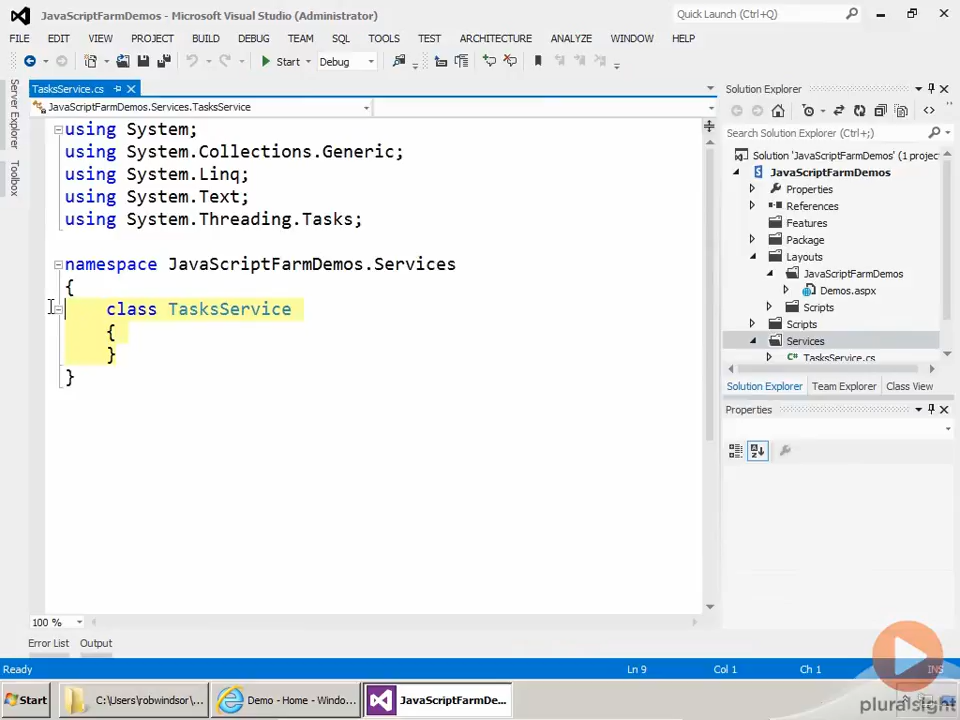 JavaScriptFarmDemos - Microsoft Visual Studio (Administrator)
Quick Launch (Ctrl+Q)
FILE EDIT VIEW PROJECT BUILD DEBUG TEAM SQL TOOLS TEST ARCHITECTURE ANALYZE WINDOW HELP
Start Debug
Server Explorer
Toolbox
TasksService.cs
JavaScriptFarmDemos.Services.TasksService
using System;
using System.Collections.Generic;
using System.Linq;
using System.Text;
using System.Threading.Tasks;
namespace JavaScriptFarmDemos.Services
{
class TasksService
{
}
}
100 %
Solution Explorer
Search Solution Explorer (Ctrl+;)
Solution 'JavaScriptFarmDemos' (1 projec
JavaScriptFarmDemos
Properties
References
Features
Package
Layouts
JavaScriptFarmDemos
Demos.aspx
Scripts
Scripts
Services
TasksService.cs
Solution Explorer Team Explorer Class View
Properties
Error List Output
Ready Ln 9 Col 1 Ch 1 INS
Start C:\Users\robwindsor\... Demo - Home - Windo... JavaScriptFarmDe...
pluralsight